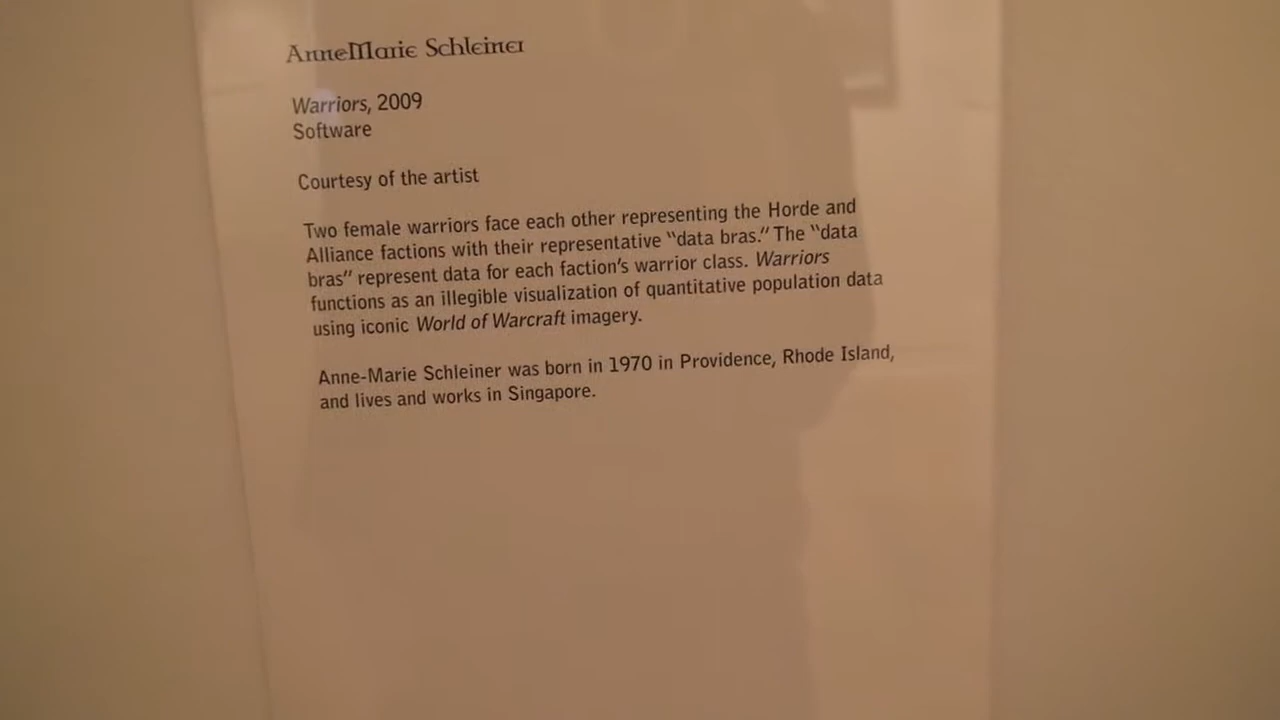 AnneMarie Schleiner
Warriors, 2009
Software
Courtesy of the artist
Two female warriors face each other representing the Horde and
Alliance factions with their representative “data bras.” The “data
bras” represent data for each faction’s warrior class. Warriors
functions as an illegible visualization of quantitative population data
using iconic World of Warcraft imagery.
Anne-Marie Schleiner was born in 1970 in Providence, Rhode Island,
and lives and works in Singapore.